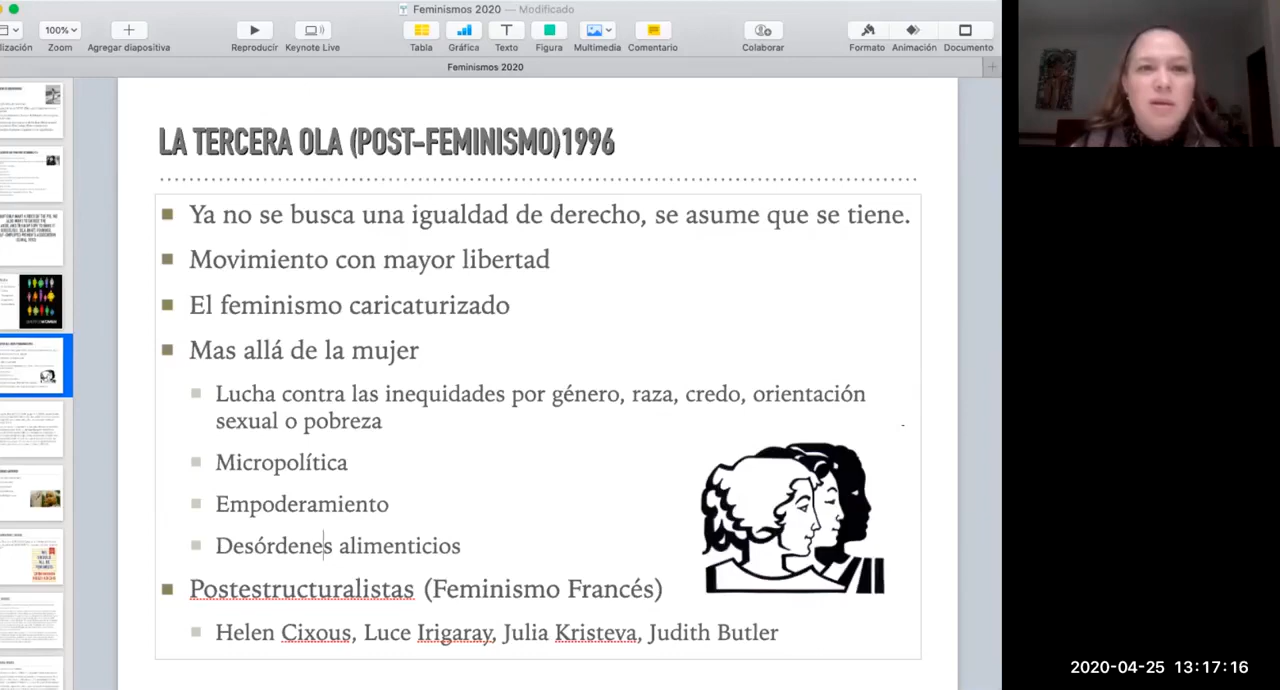 Feminismos 2020 — Modificado
lización
100%
Zoom
Agregar diapositiva
Reproducir
Keynote Live
Tabla
Gráfica
Texto
Figura
Multimedia
Comentario
Colaborar
Formato
Animación
Documento
Feminismos 2020
LA TERCERA OLA (POST-FEMINISMO)1996
Ya no se busca una igualdad de derecho, se asume que se tiene.
Movimiento con mayor libertad
El feminismo caricaturizado
Mas allá de la mujer
Lucha contra las inequidades por género, raza, credo, orientación
sexual o pobreza
Micropolítica
Empoderamiento
Desórdenes alimenticios
Postestructuralistas (Feminismo Francés)
Helen Cixous, Luce Irigaray, Julia Kristeva, Judith Butler
2020-04-25 13:17:16